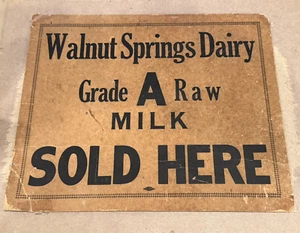 Walnut Springs Dairy
Grade A Raw
MILK
SOLD HERE